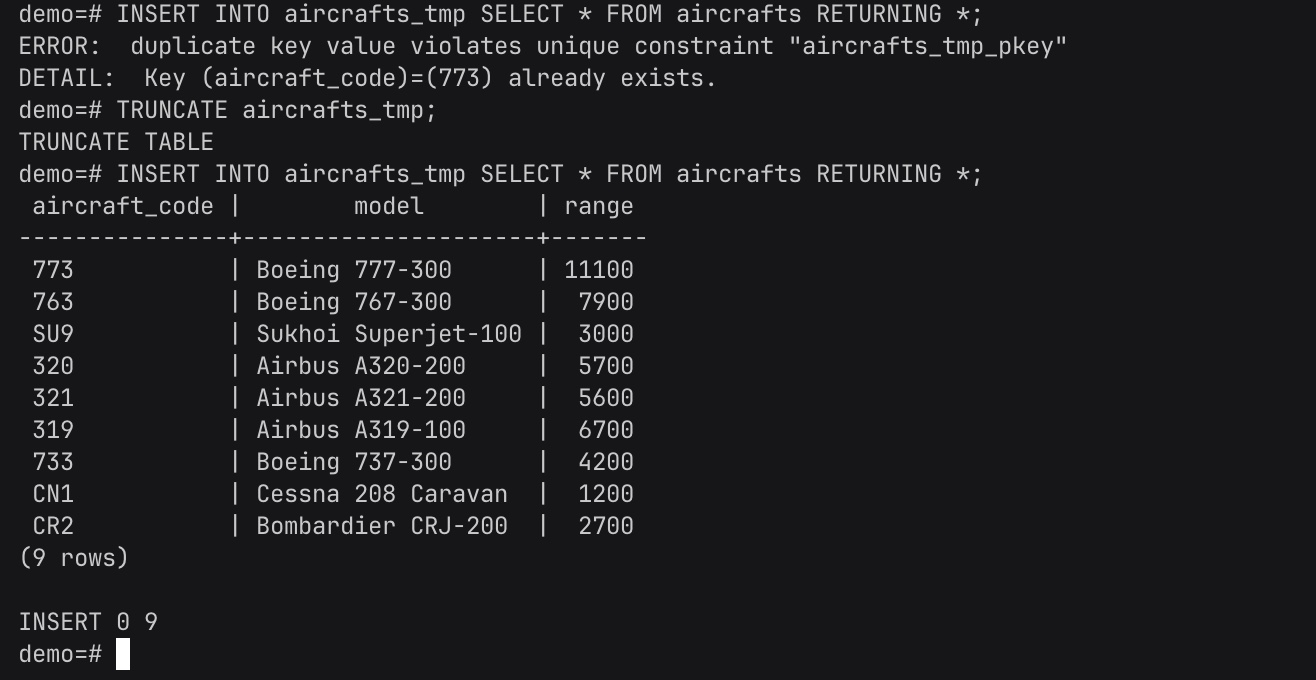 demo=# INSERT INTO aircrafts_tmp SELECT * FROM aircrafts RETURNING *;
ERROR:  duplicate key value violates unique constraint "aircrafts_tmp_pkey"
DETAIL:  Key (aircraft_code)=(773) already exists.
demo=# TRUNCATE aircrafts_tmp;
TRUNCATE TABLE
demo=# INSERT INTO aircrafts_tmp SELECT * FROM aircrafts RETURNING *;
 aircraft_code |        model        | range
---------------+---------------------+-------
 773           | Boeing 777-300      | 11100
 763           | Boeing 767-300      |  7900
 SU9           | Sukhoi Superjet-100 |  3000
 320           | Airbus A320-200     |  5700
 321           | Airbus A321-200     |  5600
 319           | Airbus A319-100     |  6700
 733           | Boeing 737-300      |  4200
 CN1           | Cessna 208 Caravan  |  1200
 CR2           | Bombardier CRJ-200  |  2700
(9 rows)

INSERT 0 9
demo=#